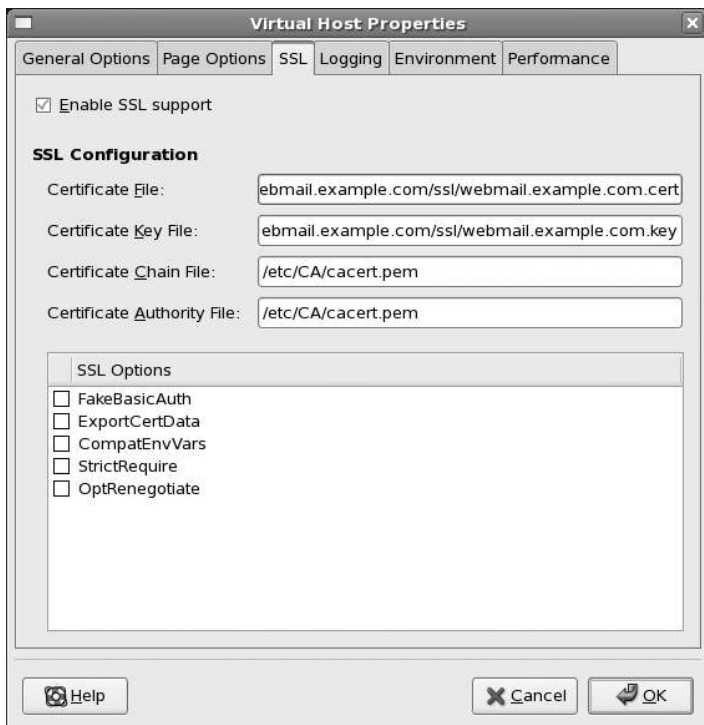 Virtual Host Properties
General Options Page Options SSL Logging Environment Performance
Enable SSL support
SSL Configuration
Certificate File: ebmail.example.com/ssl/webmail.example.com.cert
Certificate Key File: ebmail.example.com/ssl/webmail.example.com.key
Certificate Chain File: /etc/CA/cacert.pem
Certificate Authority File: /etc/CA/cacert.pem
SSL Options
FakeBasicAuth
ExportCertData
CompatEnvVars
StrictRequire
OptRenegotiate
Help Cancel OK